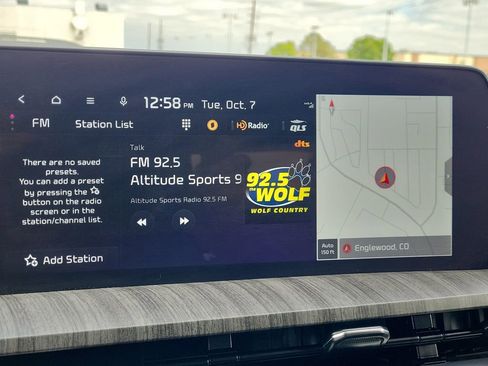 12:58 PM Tue, Oct, 7
FM Station List HD Radio QLS
There are no saved
presets.
You can add a preset
by pressing the
button on the radio
screen or in the
station/channel list.
Add Station
Talk
dts
FM 92.5
Altitude Sports 9
Altitude Sports Radio 92.5 FM
92.5
FM
WOLF
WOLF COUNTRY
Auto
150 ft
Englewood, CO